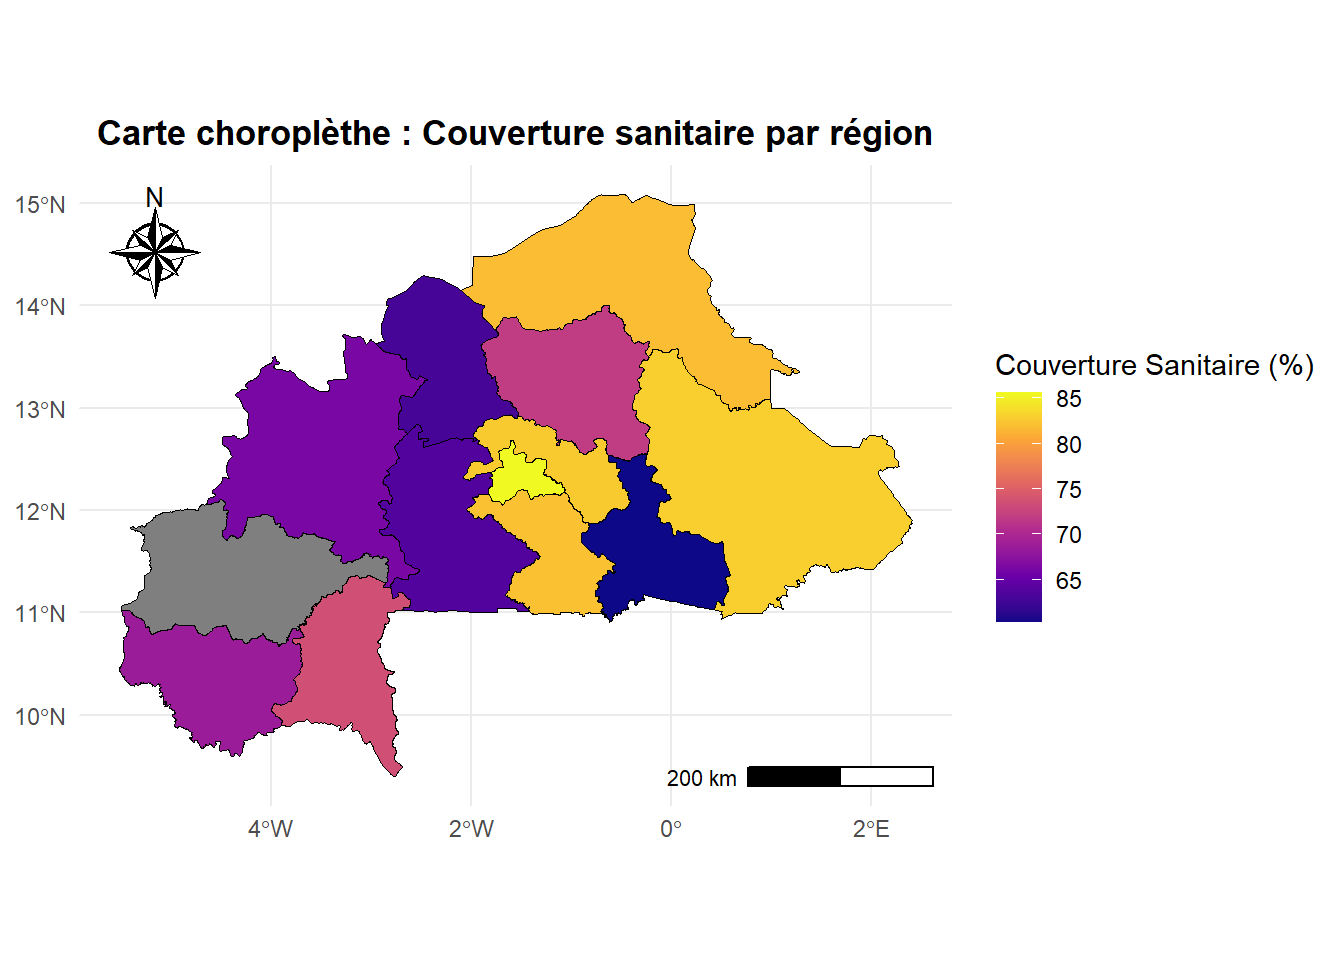 Carte choroplèthe : Couverture sanitaire par région
N
15°N
14°N
13°N
12°N
11°N
10°N
4°W
2°W
0°
2°E
200 km
Couverture Sanitaire (%)
85
80
75
70
65